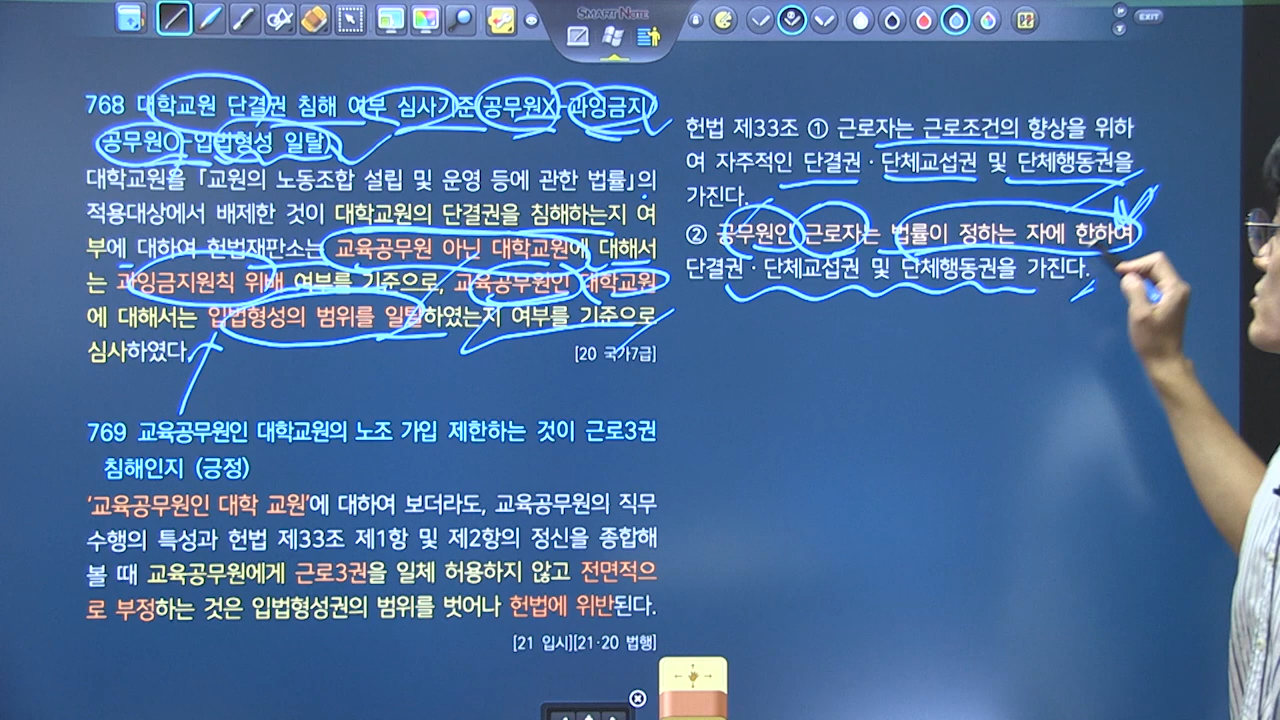 SMART NOTE
EXIT
768 대학교원 단결권 침해 여부 심사기준(공무원X-과잉금지/
공무원O-입법형성 일탈)
대학교원을 「교원의 노동조합 설립 및 운영 등에 관한 법률」의
적용대상에서 배제한 것이 대학교원의 단결권을 침해하는지 여
부에 대하여 헌법재판소는 교육공무원 아닌 대학교원에 대해서
는 과잉금지원칙 위배 여부를 기준으로, 교육공무원인 대학교원
에 대해서는 입법형성의 범위를 일탈하였는지 여부를 기준으로
심사하였다.
[20 국가7급]
769 교육공무원인 대학교원의 노조 가입 제한하는 것이 근로3권
침해인지 (긍정)
‘교육공무원인 대학 교원’에 대하여 보더라도, 교육공무원의 직무
수행의 특성과 헌법 제33조 제1항 및 제2항의 정신을 종합해
볼 때 교육공무원에게 근로3권을 일체 허용하지 않고 전면적으
로 부정하는 것은 입법형성권의 범위를 벗어나 헌법에 위반된다.
[21 입시][21·20 법행]
헌법 제33조 ① 근로자는 근로조건의 향상을 위하
여 자주적인 단결권·단체교섭권 및 단체행동권을
가진다.
② 공무원인 근로자는 법률이 정하는 자에 한하여
단결권·단체교섭권 및 단체행동권을 가진다.